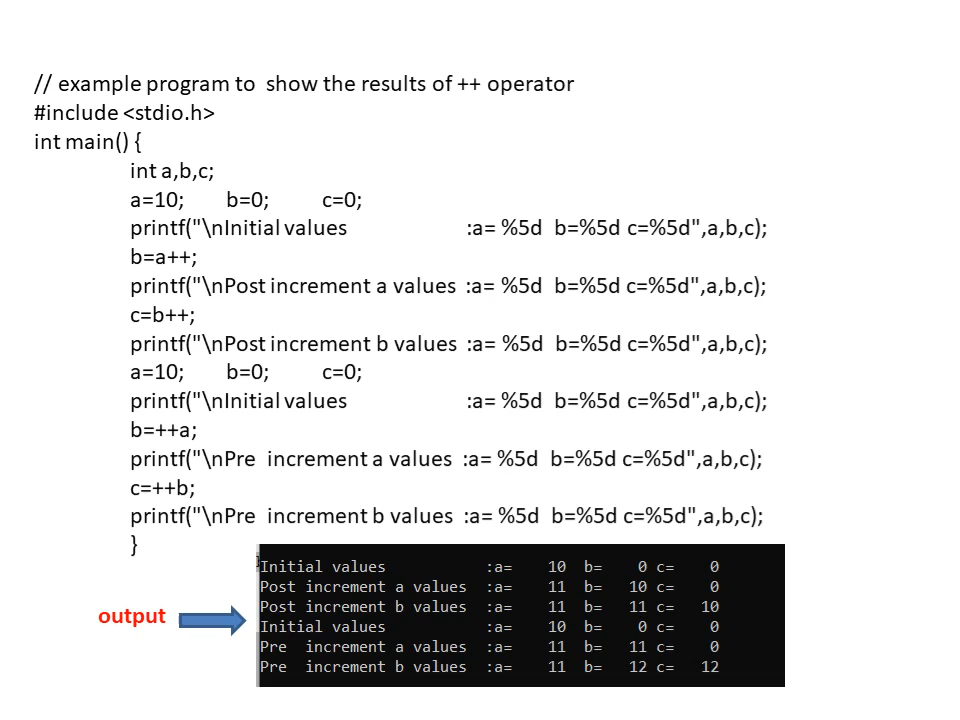 // example program to  show the results of ++ operator
#include <stdio.h>
int main() {
int a,b,c;
a=10;	b=0;	c=0;
printf("\nInitial values                    :a= %5d  b=%5d c=%5d",a,b,c);
b=a++;
printf("\nPost increment a values  :a= %5d  b=%5d c=%5d",a,b,c);
c=b++;
printf("\nPost increment b values  :a= %5d  b=%5d c=%5d",a,b,c);
a=10;	b=0;	c=0;
printf("\nInitial values                    :a= %5d  b=%5d c=%5d",a,b,c);
b=++a;
printf("\nPre  increment a values  :a= %5d  b=%5d c=%5d",a,b,c);
c=++b;
printf("\nPre  increment b values  :a= %5d  b=%5d c=%5d",a,b,c);
}
output
Initial values           :a=    10  b=    0 c=    0
Post increment a values  :a=    11  b=   10 c=    0
Post increment b values  :a=    11  b=   11 c=   10
Initial values           :a=    10  b=    0 c=    0
Pre  increment a values  :a=    11  b=   11 c=    0
Pre  increment b values  :a=    11  b=   12 c=   12